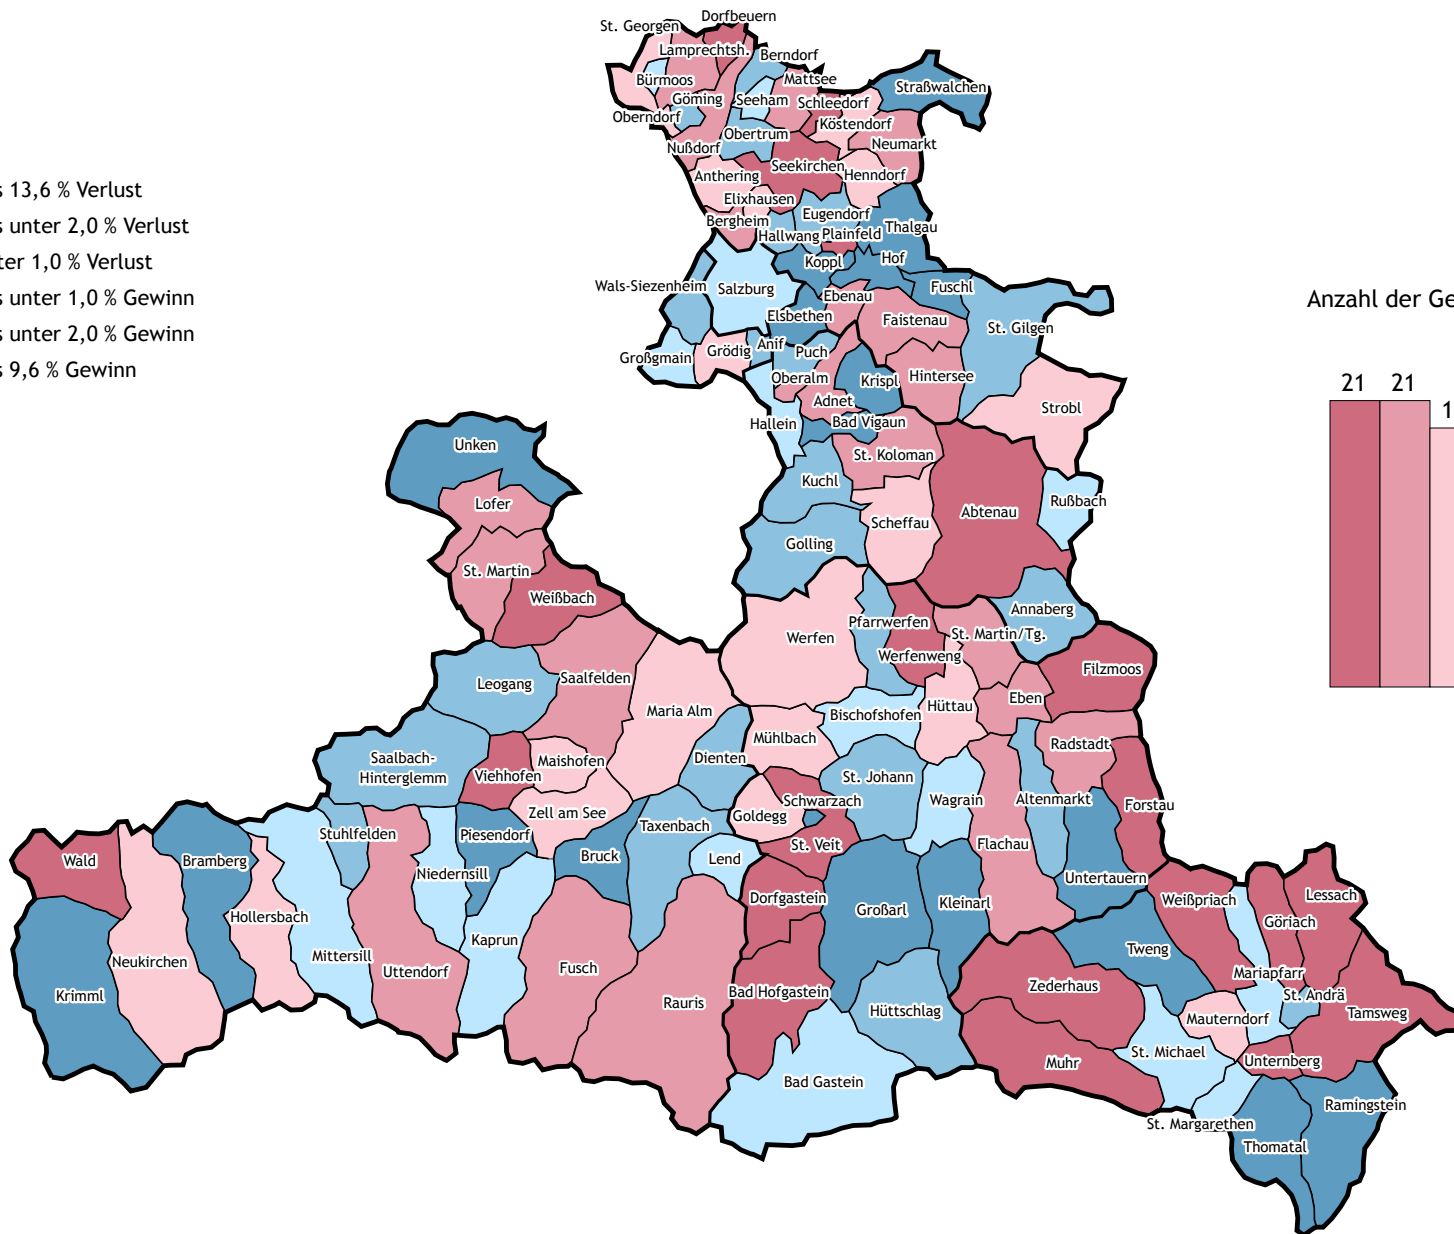 s 13,6 % Verlust
s unter 2,0 % Verlust
ter 1,0 % Verlust
s unter 1,0 % Gewinn
s unter 2,0 % Gewinn
s 9,6 % Gewinn
Anzahl der Ge
21 21 1
Dorfbeuern
St. Georgen
Lamprechtsh.
Berndorf
Bürmoos
Mattsee
Straßwalchen
Göming
Seeham
Schleedorf
Oberndorf
Köstendorf
Obertrum
Nußdorf
Neumarkt
Seekirchen
Anthering
Henndorf
Elixhausen
Bergheim
Eugendorf
Hallwang
Plainfeld
Thalgau
Koppl
Hof
Wals-Siezenheim
Salzburg
Fuschl
Ebenau
Elsbethen
Faistenau
St. Gilgen
Großgmain
Grödig
Anif
Puch
Oberalm
Krispl
Hintersee
Adnet
Strobl
Hallein
Bad Vigaun
Unken
St. Koloman
Kuchl
Lofer
Rußbach
Abtenau
Scheffau
Golling
St. Martin
Weißbach
Annaberg
Pfarrwerfen
Werfen
St. Martin/Tg.
Werfenweng
Filzmoos
Saalfelden
Leogang
Eben
Hüttau
Maria Alm
Bischofshofen
Mühlbach
Radstadt
Saalbach-
Hinterglemm
Dienten
Maishofen
Viehhofen
St. Johann
Schwarzach
Wagrain
Altenmarkt
Forstau
Zell am See
Goldegg
Taxenbach
Stuhlfelden
Piesendorf
St. Veit
Flachau
Wald
Bramberg
Bruck
Lend
Niedernsill
Untertauern
Dorfgastein
Lessach
Weißpriach
Kleinarl
Großarl
Göriach
Hollersbach
Kaprun
Tweng
Mittersill
Neukirchen
Fusch
Uttendorf
Mariapfarr
Zederhaus
Bad Hofgastein
Krimml
St. Andrä
Rauris
Hüttschlag
Tamsweg
Mauterndorf
St. Michael
Muhr
Unternberg
Bad Gastein
Ramingstein
St. Margarethen
Thomatal